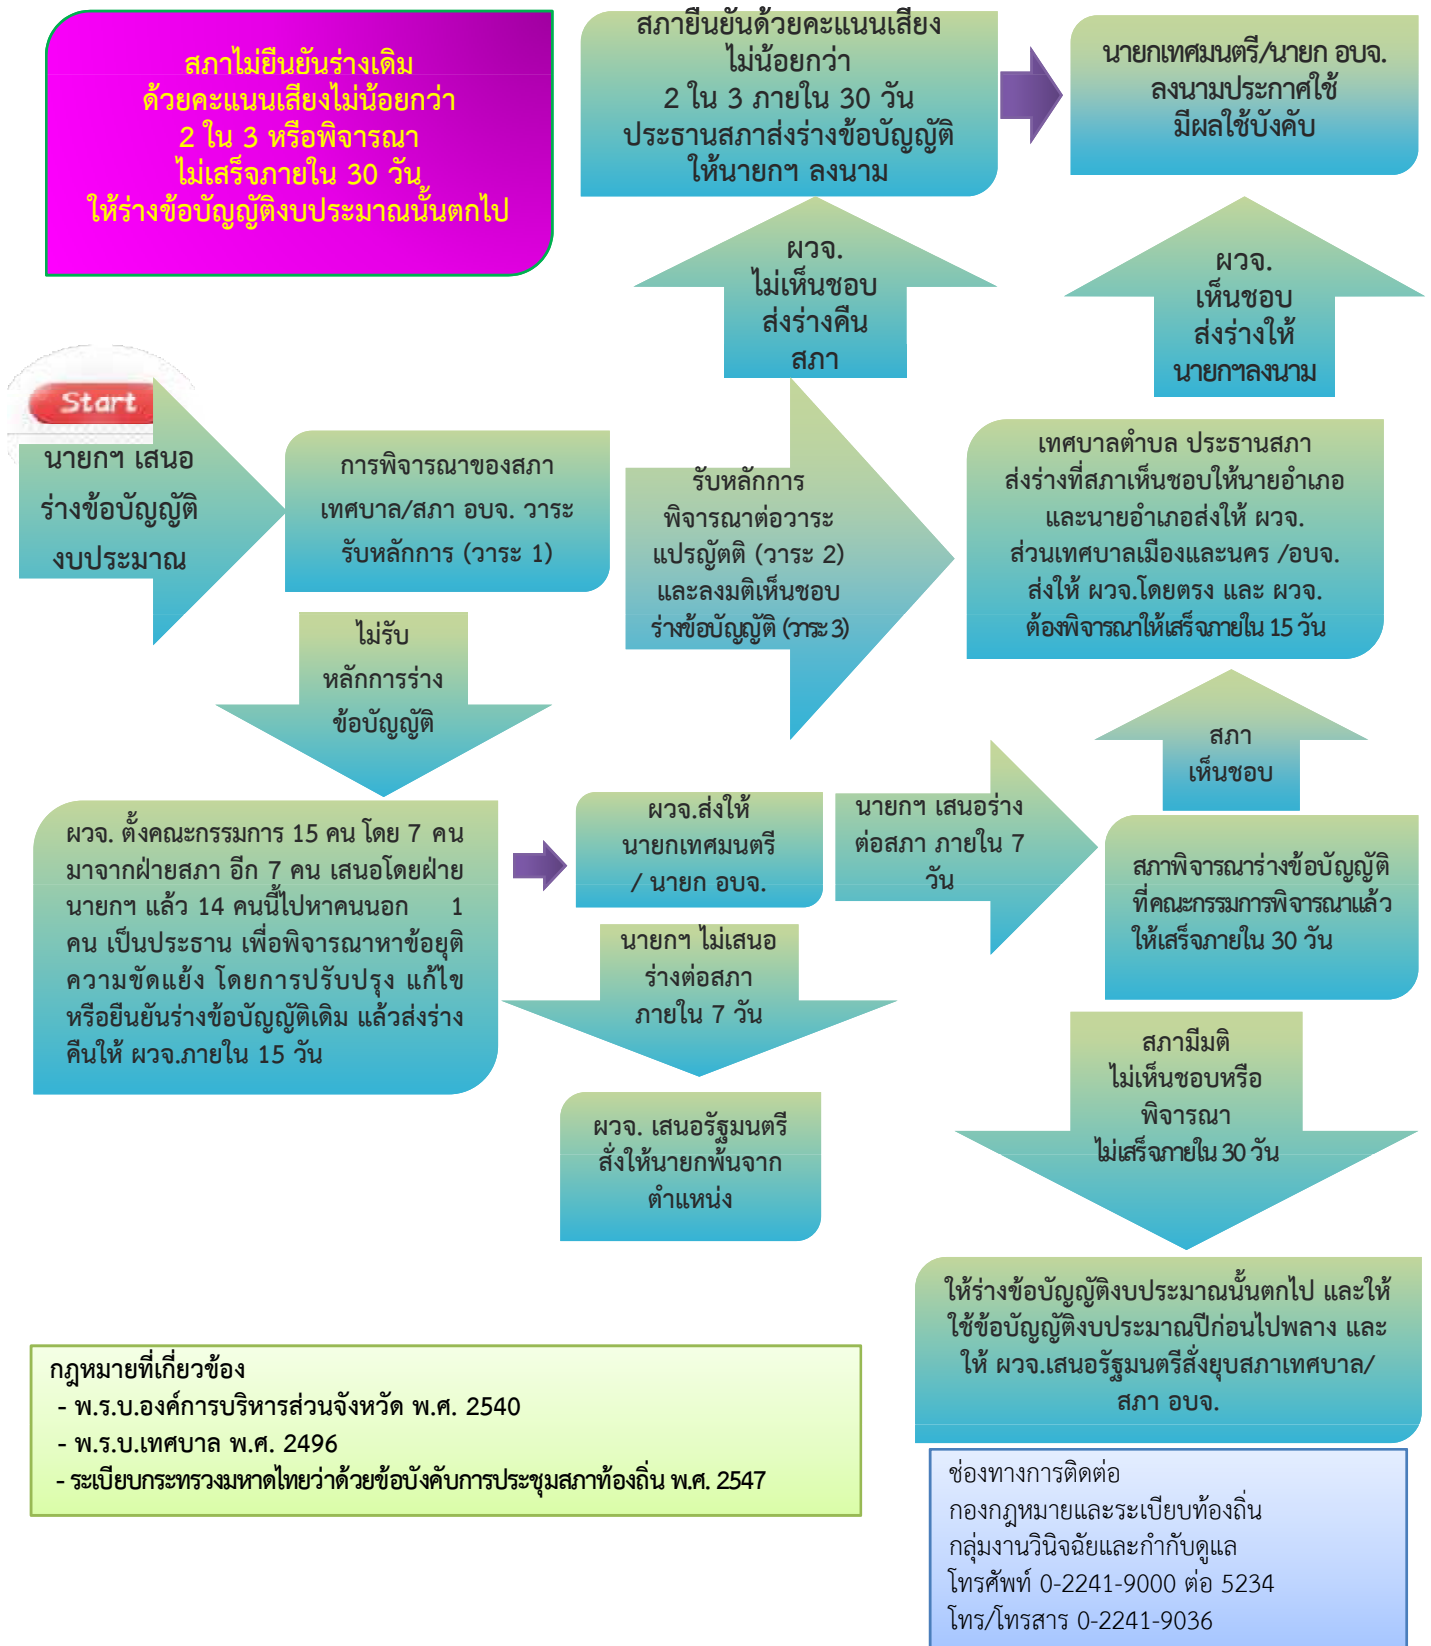 สภาไม่ยืนยันร่างเดิม
ด้วยคะแนนเสียงไม่น้อยกว่า
2 ใน 3 หรือพิจารณา
ไม่เสร็จภายใน 30 วัน
ให้ร่างข้อบัญญัติงบประมาณนั้นตกไป
สภายืนยันด้วยคะแนนเสียง
ไม่น้อยกว่า
2 ใน 3 ภายใน 30 วัน
ประธานสภาส่งร่างข้อบัญญัติ
ให้นายกฯ ลงนาม
นายกเทศมนตรี/นายก อบจ.
ลงนามประกาศใช้
มีผลใช้บังคับ
ผวจ.
ไม่เห็นชอบ
ส่งร่างคืน
สภา
ผวจ.
เห็นชอบ
ส่งร่างให้
นายกฯลงนาม
Start
นายกฯ เสนอ
ร่างข้อบัญญัติ
งบประมาณ
การพิจารณาของสภา
เทศบาล/สภา อบจ. วาระ
รับหลักการ (วาระ 1)
รับหลักการ
พิจารณาต่อวาระ
แปรญัตติ (วาระ 2)
และลงมติเห็นชอบ
ร่างข้อบัญญัติ (วาระ 3)
เทศบาลตำบล ประธานสภา
ส่งร่างที่สภาเห็นชอบให้นายอำเภอ
และนายอำเภอส่งให้ ผวจ.
ส่วนเทศบาลเมืองและนคร /อบจ.
ส่งให้ ผวจ.โดยตรง และ ผวจ.
ต้องพิจารณาให้เสร็จภายใน 15 วัน
ไม่รับ
หลักการร่าง
ข้อบัญญัติ
สภา
เห็นชอบ
ผวจ. ตั้งคณะกรรมการ 15 คน โดย 7 คน
มาจากฝ่ายสภา อีก 7 คน เสนอโดยฝ่าย
นายกฯ แล้ว 14 คนนี้ไปหาคนนอก 1
คน เป็นประธาน เพื่อพิจารณาหาข้อยุติ
ความขัดแย้ง โดยการปรับปรุง แก้ไข
หรือยืนยันร่างข้อบัญญัติเดิม แล้วส่งร่าง
คืนให้ ผวจ.ภายใน 15 วัน
ผวจ.ส่งให้
นายกเทศมนตรี
/ นายก อบจ.
นายกฯ เสนอร่าง
ต่อสภา ภายใน 7
วัน
สภาพิจารณาร่างข้อบัญญัติ
ที่คณะกรรมการพิจารณาแล้ว
ให้เสร็จภายใน 30 วัน
นายกฯ ไม่เสนอ
ร่างต่อสภา
ภายใน 7 วัน
ผวจ. เสนอรัฐมนตรี
สั่งให้นายกพ้นจาก
ตำแหน่ง
สภามีมติ
ไม่เห็นชอบหรือ
พิจารณา
ไม่เสร็จภายใน 30 วัน
ให้ร่างข้อบัญญัติงบประมาณนั้นตกไป และให้
ใช้ข้อบัญญัติงบประมาณปีก่อนไปพลาง และ
ให้ ผวจ.เสนอรัฐมนตรีสั่งยุบสภาเทศบาล/
สภา อบจ.
กฎหมายที่เกี่ยวข้อง
- พ.ร.บ.องค์การบริหารส่วนจังหวัด พ.ศ. 2540
- พ.ร.บ.เทศบาล พ.ศ. 2496
- ระเบียบกระทรวงมหาดไทยว่าด้วยข้อบังคับการประชุมสภาท้องถิ่น พ.ศ. 2547
ช่องทางการติดต่อ
กองกฎหมายและระเบียบท้องถิ่น
กลุ่มงานวินิจฉัยและกำกับดูแล
โทรศัพท์ 0-2241-9000 ต่อ 5234
โทร/โทรสาร 0-2241-9036